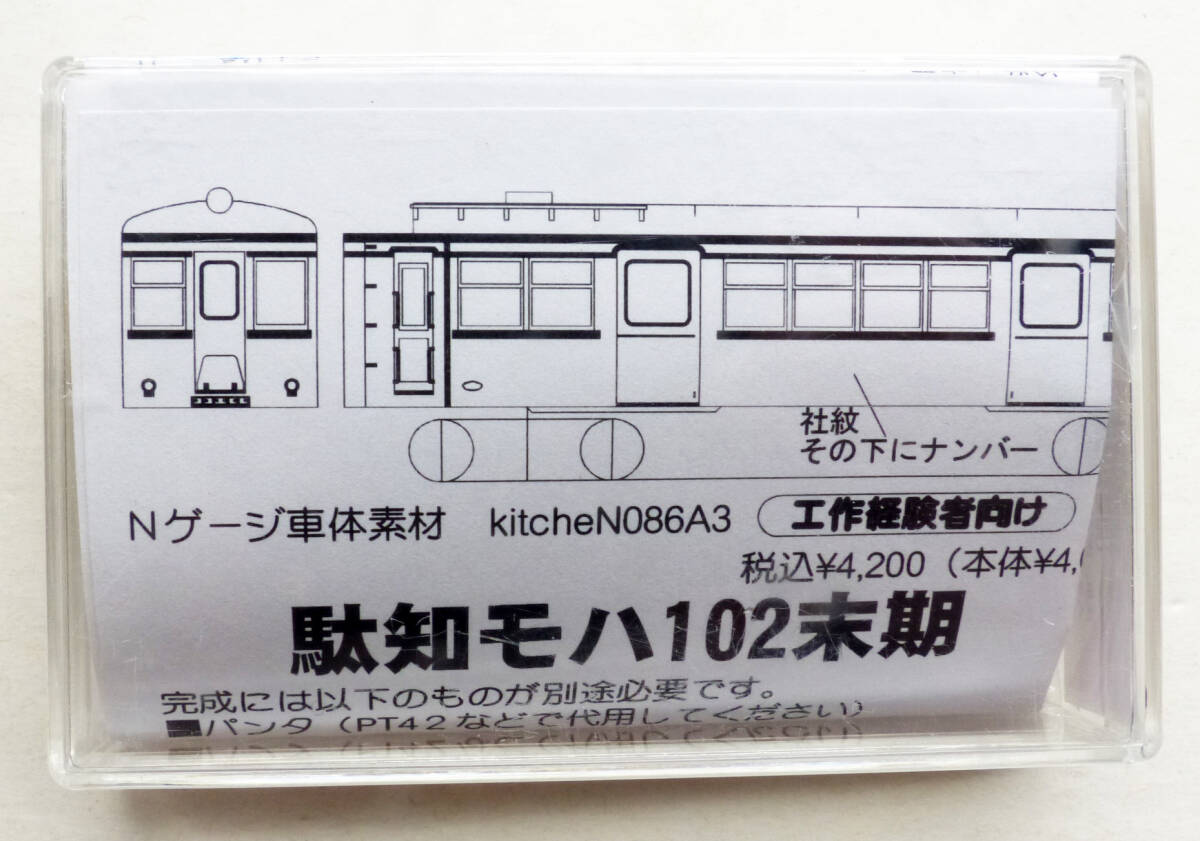 社紋
その下にナンバー
Nゲージ車体素材 kitcheN086A3 工作経験者向け
税込¥4,200（本体¥4,
駄知モハ102末期
完成には以下のものが別途必要です。
■パンタ（PT42などで代用してください）